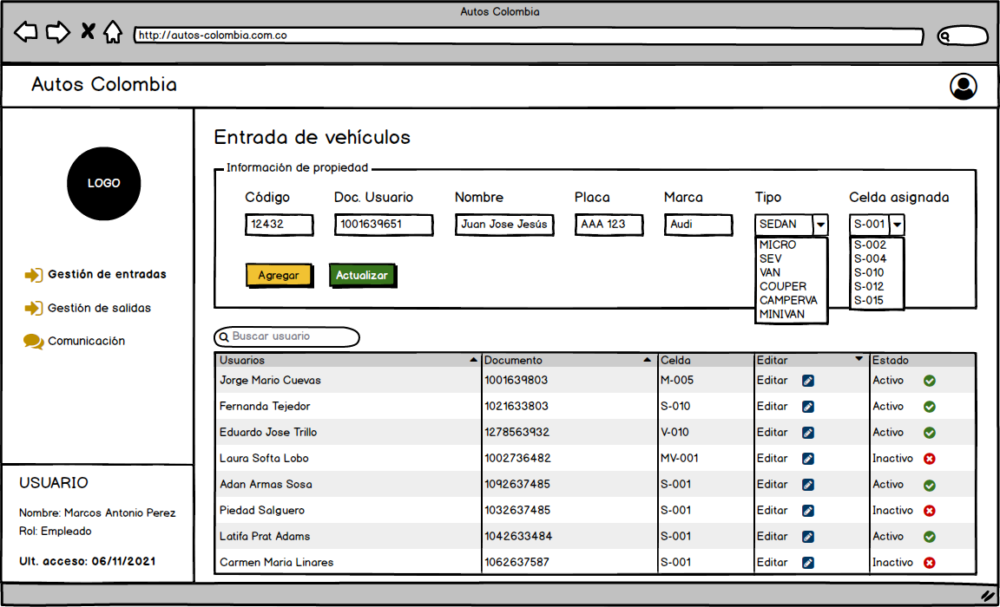 Autos Colombia
http://autos-colombia.com.co
Autos Colombia
LOGO
Gestión de entradas
Gestión de salidas
Comunicación
USUARIO
Nombre: Marcos Antonio Perez
Rol: Empleado
Ult. acceso: 06/11/2021
Entrada de vehículos
Información de propiedad
Código Doc. Usuario Nombre Placa Marca Tipo Celda asignada
12432 1001639651 Juan Jose Jesús AAA 123 Audi SEDAN S-001
MICRO S-002
SEV S-004
VAN S-010
COUPER S-012
CAMPERVA S-015
MINIVAN
Agregar Actualizar
Buscar usuario
Usuarios Documento Celda Editar Estado
Jorge Mario Cuevas 1001639803 M-005 Editar Activo
Fernanda Tejedor 1021633803 S-010 Editar Activo
Eduardo Jose Trillo 1278563932 V-010 Editar Activo
Laura Softa Lobo 1002736482 MV-001 Editar Inactivo
Adan Armas Sosa 1092637485 S-001 Editar Activo
Piedad Salguero 1032637485 S-001 Editar Inactivo
Latifa Prat Adams 1042633484 S-001 Editar Activo
Carmen Maria Linares 1062637587 S-001 Editar Inactivo